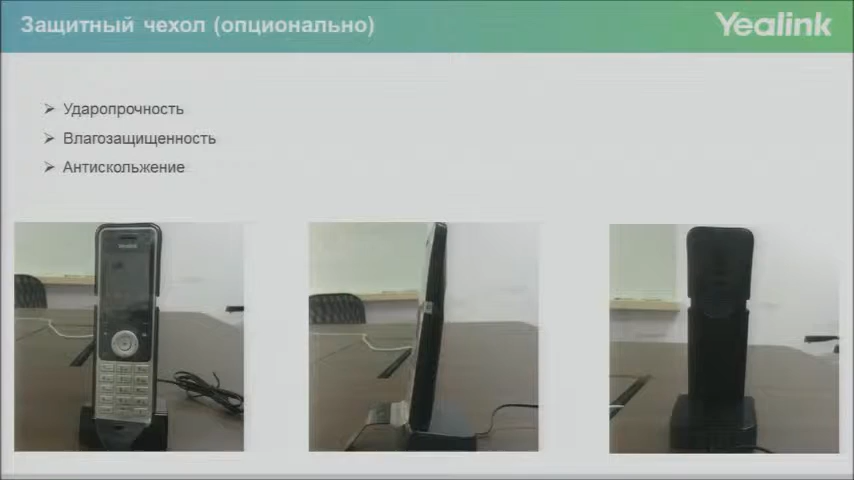 Защитный чехол (опционально)
Yealink
Ударопрочность
Влагозащищенность
Антискольжение